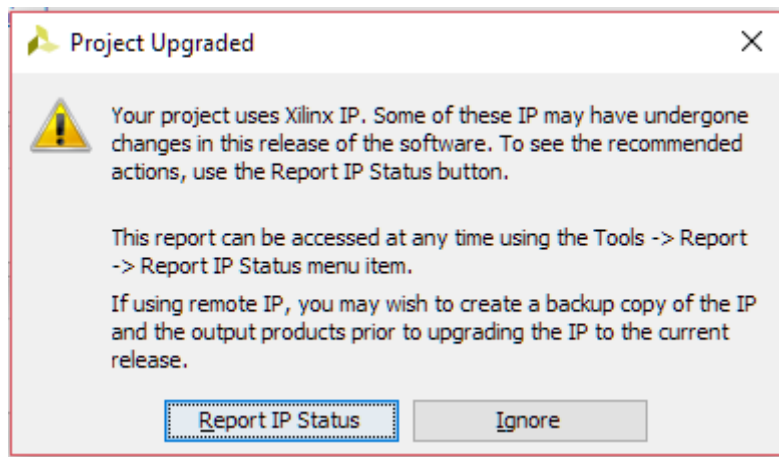 Project Upgraded
Your project uses Xilinx IP. Some of these IP may have undergone
changes in this release of the software. To see the recommended
actions, use the Report IP Status button.
This report can be accessed at any time using the Tools -> Report
-> Report IP Status menu item.
If using remote IP, you may wish to create a backup copy of the IP
and the output products prior to upgrading the IP to the current
release.
Report IP Status
Ignore